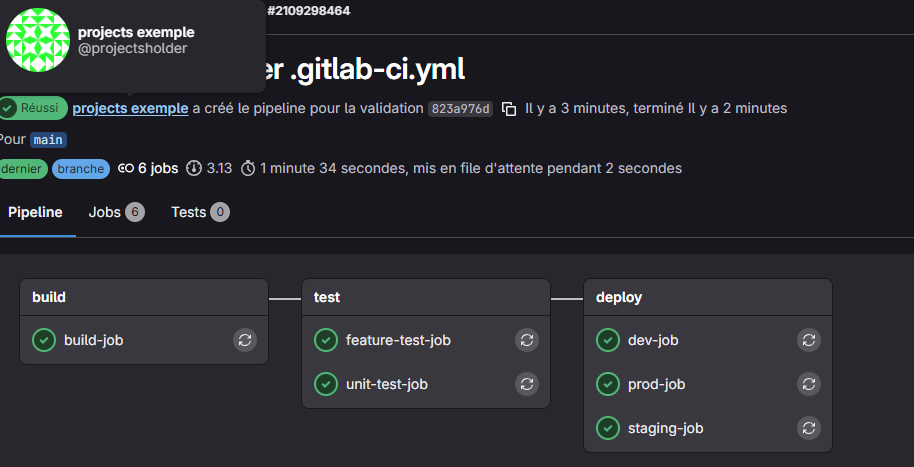 #2109298464
projects exemple
@projectsholder
er .gitlab-ci.yml
Réussi projects exemple a créé le pipeline pour la validation 823a976d Il y a 3 minutes, terminé Il y a 2 minutes
Pour main
dernier branche 6 jobs 3.13 1 minute 34 secondes, mis en file d'attente pendant 2 secondes
Pipeline Jobs 6 Tests 0
build test deploy
build-job feature-test-job dev-job
unit-test-job prod-job
staging-job